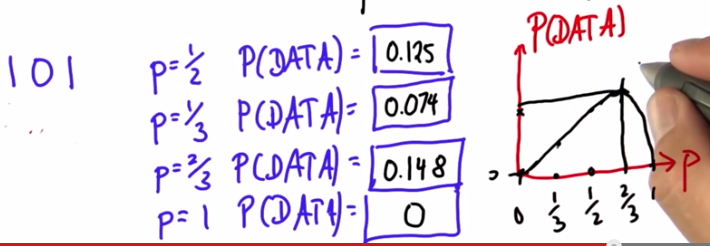 101
p=1/2 P(DATA)= 0.125
p=1/3 P(DATA)= 0.074
p=2/3 P(DATA)= 0.148
p=1 P(DATA)= 0
P(DATA)
P
0 1/3 1/2 2/3 1